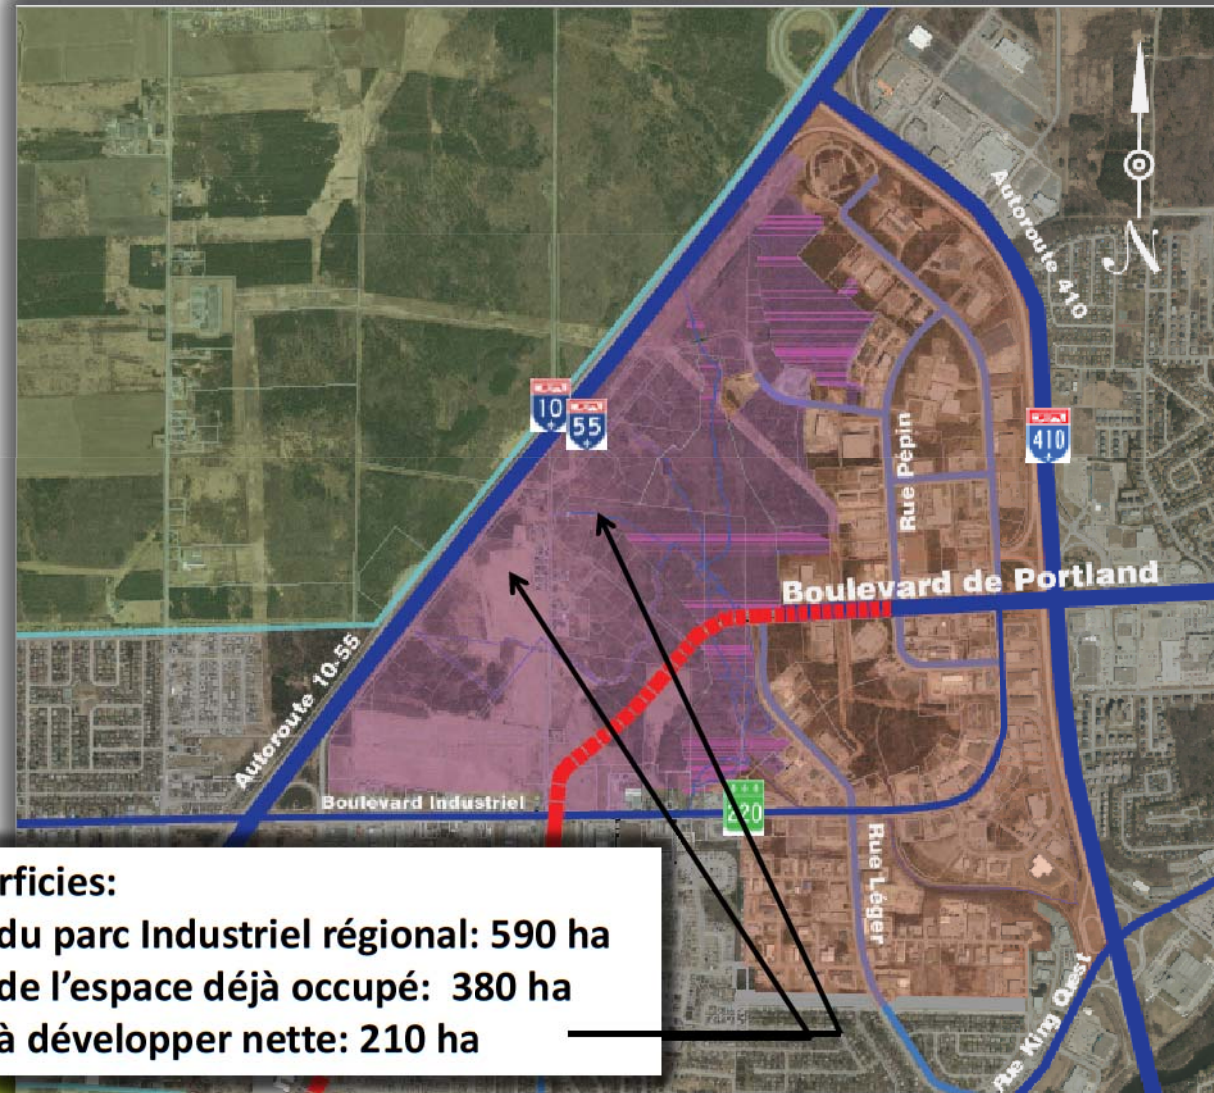 Autoroute 410
N
10
55
410
Rue Pepin
Boulevard de Portland
Autoroute 10-55
Boulevard Industriel
220
Rue Léger
rficies:
du parc Industriel régional: 590 ha
de l’espace déjà occupé:  380 ha
à développer nette: 210 ha
Rue King Ouest